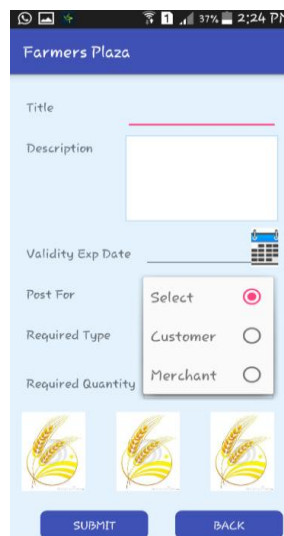 1 37% 2:24 PM
Farmers Plaza
Title
Description
Validity Exp Date
Post For
Select
Required Type
Customer
Required Quantity
Merchant
SUBMIT BACK